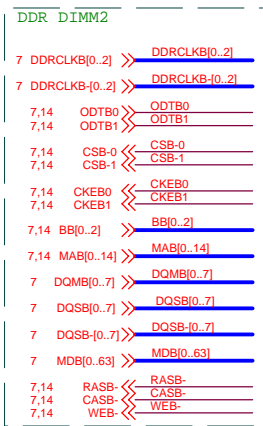 DDR DIMM2
7 DDRCLKB[0..2] DDRCLKB[0..2]
7 DDRCLKB-[0..2] DDRCLKB-[0..2]
7,14 ODTB0 ODTB0
7,14 ODTB1 ODTB1
7,14 CSB-0 CSB-0
7,14 CSB-1 CSB-1
7,14 CKEB0 CKEB0
7,14 CKEB1 CKEB1
7,14 BB[0..2] BB[0..2]
7,14 MAB[0..14] MAB[0..14]
7 DQMB[0..7] DQMB[0..7]
7 DQSB[0..7] DQSB[0..7]
7 DQSB-[0..7] DQSB-[0..7]
7 MDB[0..63] MDB[0..63]
7,14 RASB- RASB-
7,14 CASB- CASB-
7,14 WEB- WEB-